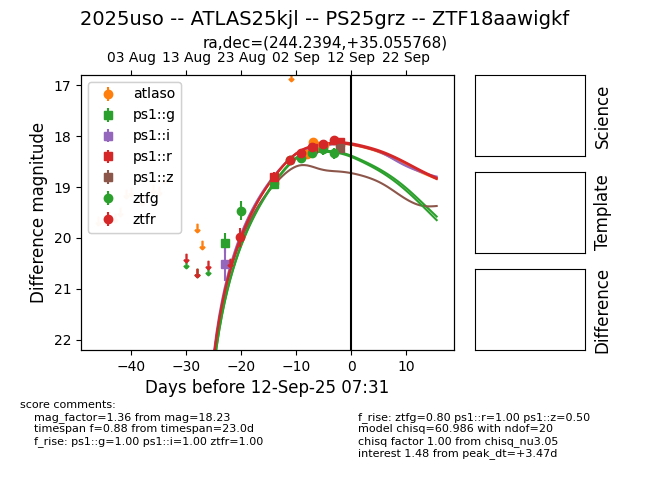 2025uso -- ATLAS25kjl -- PS25grz -- ZTF18aawigkf
ra,dec=(244.2394,+35.055768)
03 Aug 13 Aug 23 Aug 02 Sep 12 Sep 22 Sep
17
18
19
20
21
22
Difference magnitude
atlaso
ps1::g
ps1::i
ps1::r
ps1::z
ztfg
ztfr
−40 −30 −20 −10 0 10
Days before 12-Sep-25 07:31
Science
Template
Difference
score comments:
mag_factor=1.36 from mag=18.23
timespan f=0.88 from timespan=23.0d
f_rise: ps1::g=1.00 ps1::i=1.00 ztfr=1.00
f_rise: ztfg=0.80 ps1::r=1.00 ps1::z=0.50
model chisq=60.986 with ndof=20
chisq factor 1.00 from chisq_nu3.05
interest 1.48 from peak_dt=+3.47d